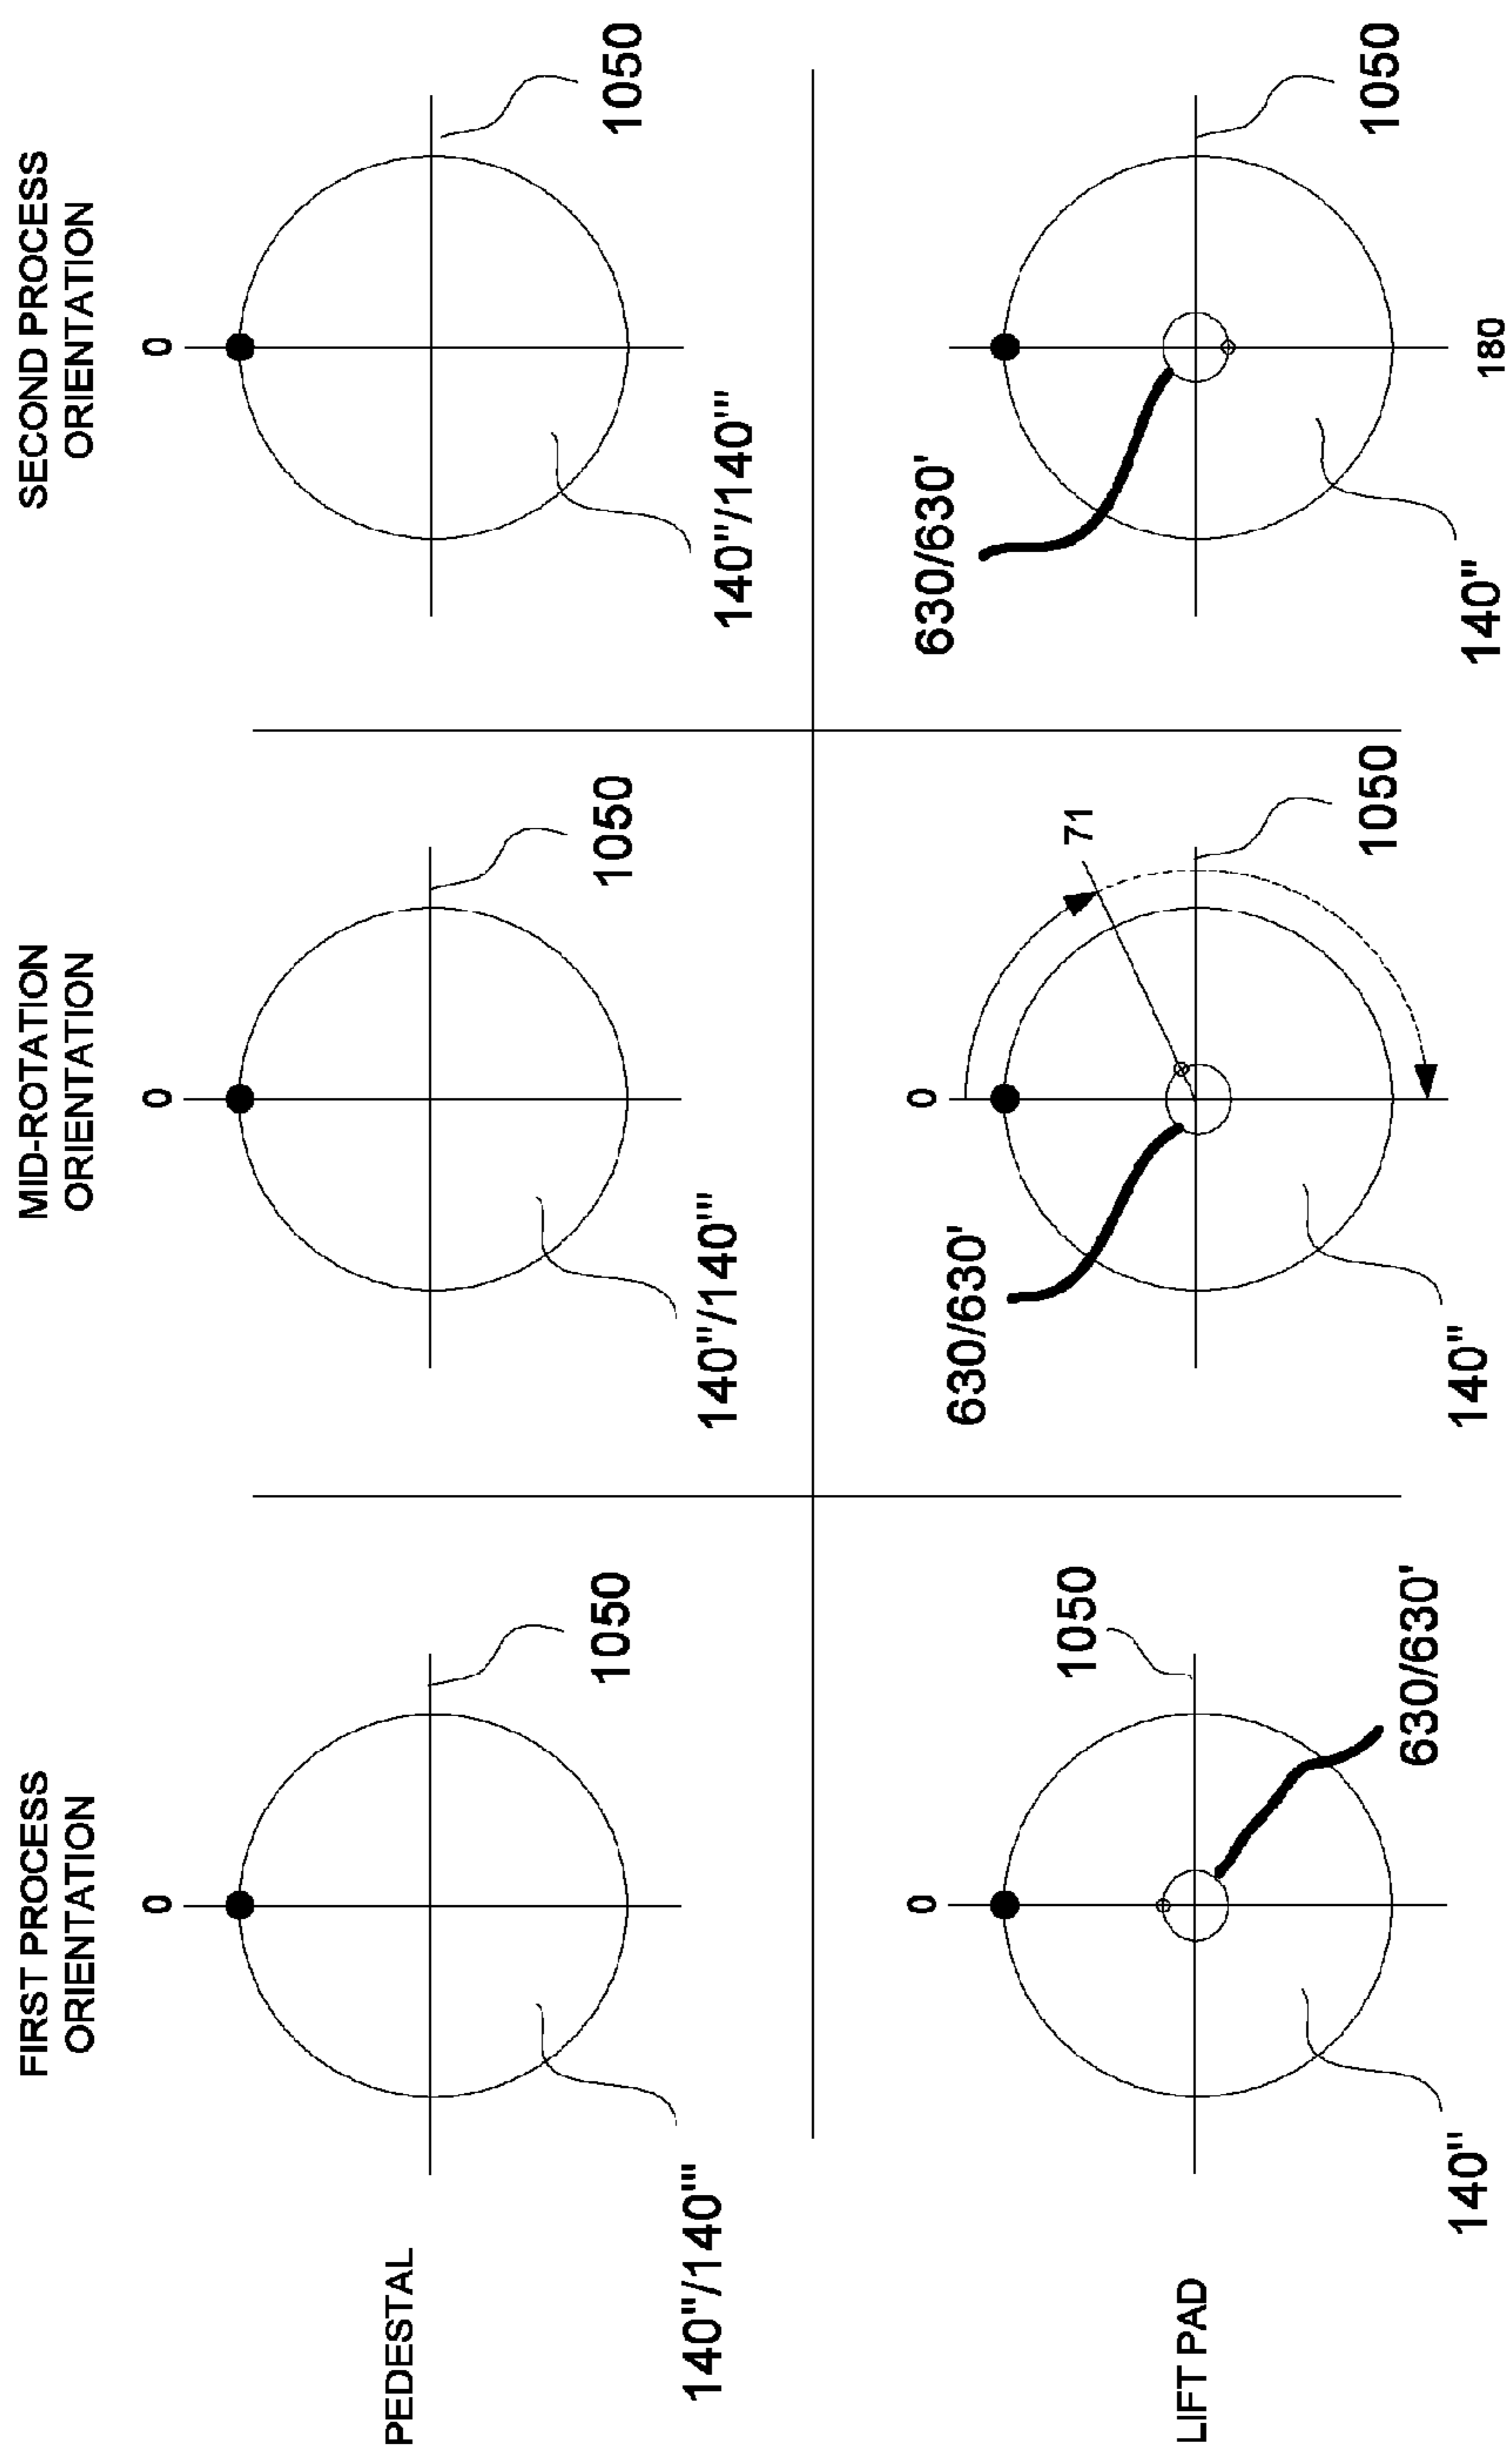 FIRST PROCESS
ORIENTATION
MID-ROTATION
ORIENTATION
SECOND PROCESS
ORIENTATION
0
0
0
PEDESTAL
1050
1050
1050
140"/140'''
140"/140'''
140"/140'''
LIFT PAD
0
1050
630/630'
140"
0
71
630/630'
1050
140"
630/630'
1050
140"
180